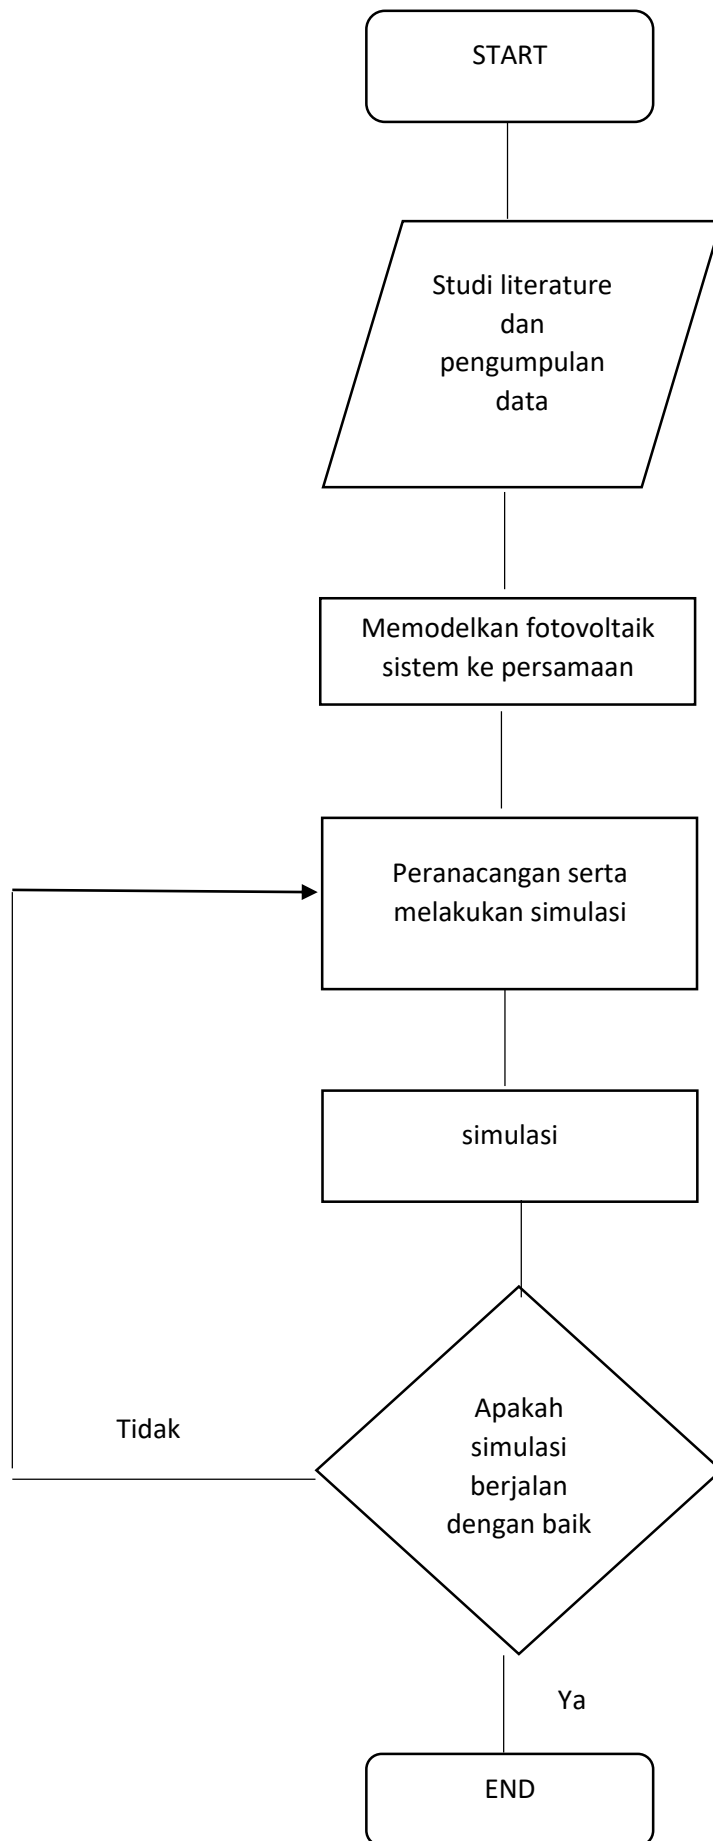 START
Studi literature
dan
pengumpulan
data
Memodelkan fotovoltaik
sistem ke persamaan
Peranacangan serta
melakukan simulasi
simulasi
Apakah
simulasi
berjalan
dengan baik
Tidak
Ya
END